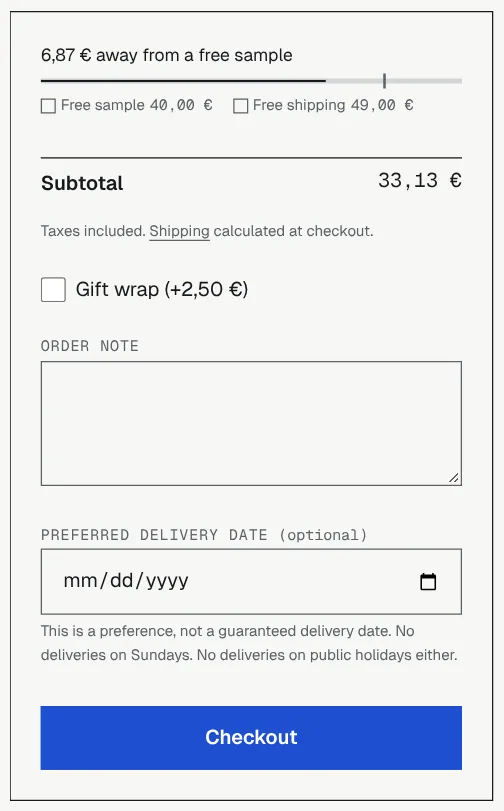 6,87 € away from a free sample
Free sample 40,00 € Free shipping 49,00 €
Subtotal 33,13 €
Taxes included. Shipping calculated at checkout.
Gift wrap (+2,50 €)
ORDER NOTE
PREFERRED DELIVERY DATE (optional)
mm/dd/yyyy
This is a preference, not a guaranteed delivery date. No
deliveries on Sundays. No deliveries on public holidays either.
Checkout